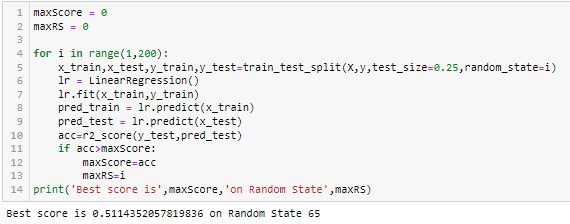 1 maxScore = 0
2 maxRS = 0
3
4 for i in range(1,200):
5     x_train,x_test,y_train,y_test=train_test_split(X,y,test_size=0.25,random_state=i)
6     lr = LinearRegression()
7     lr.fit(x_train,y_train)
8     pred_train = lr.predict(x_train)
9     pred_test = lr.predict(x_test)
10     acc=r2_score(y_test,pred_test)
11     if acc>maxScore:
12         maxScore=acc
13         maxRS=i
14 print('Best score is',maxScore,'on Random State',maxRS)
Best score is 0.5114352057819836 on Random State 65